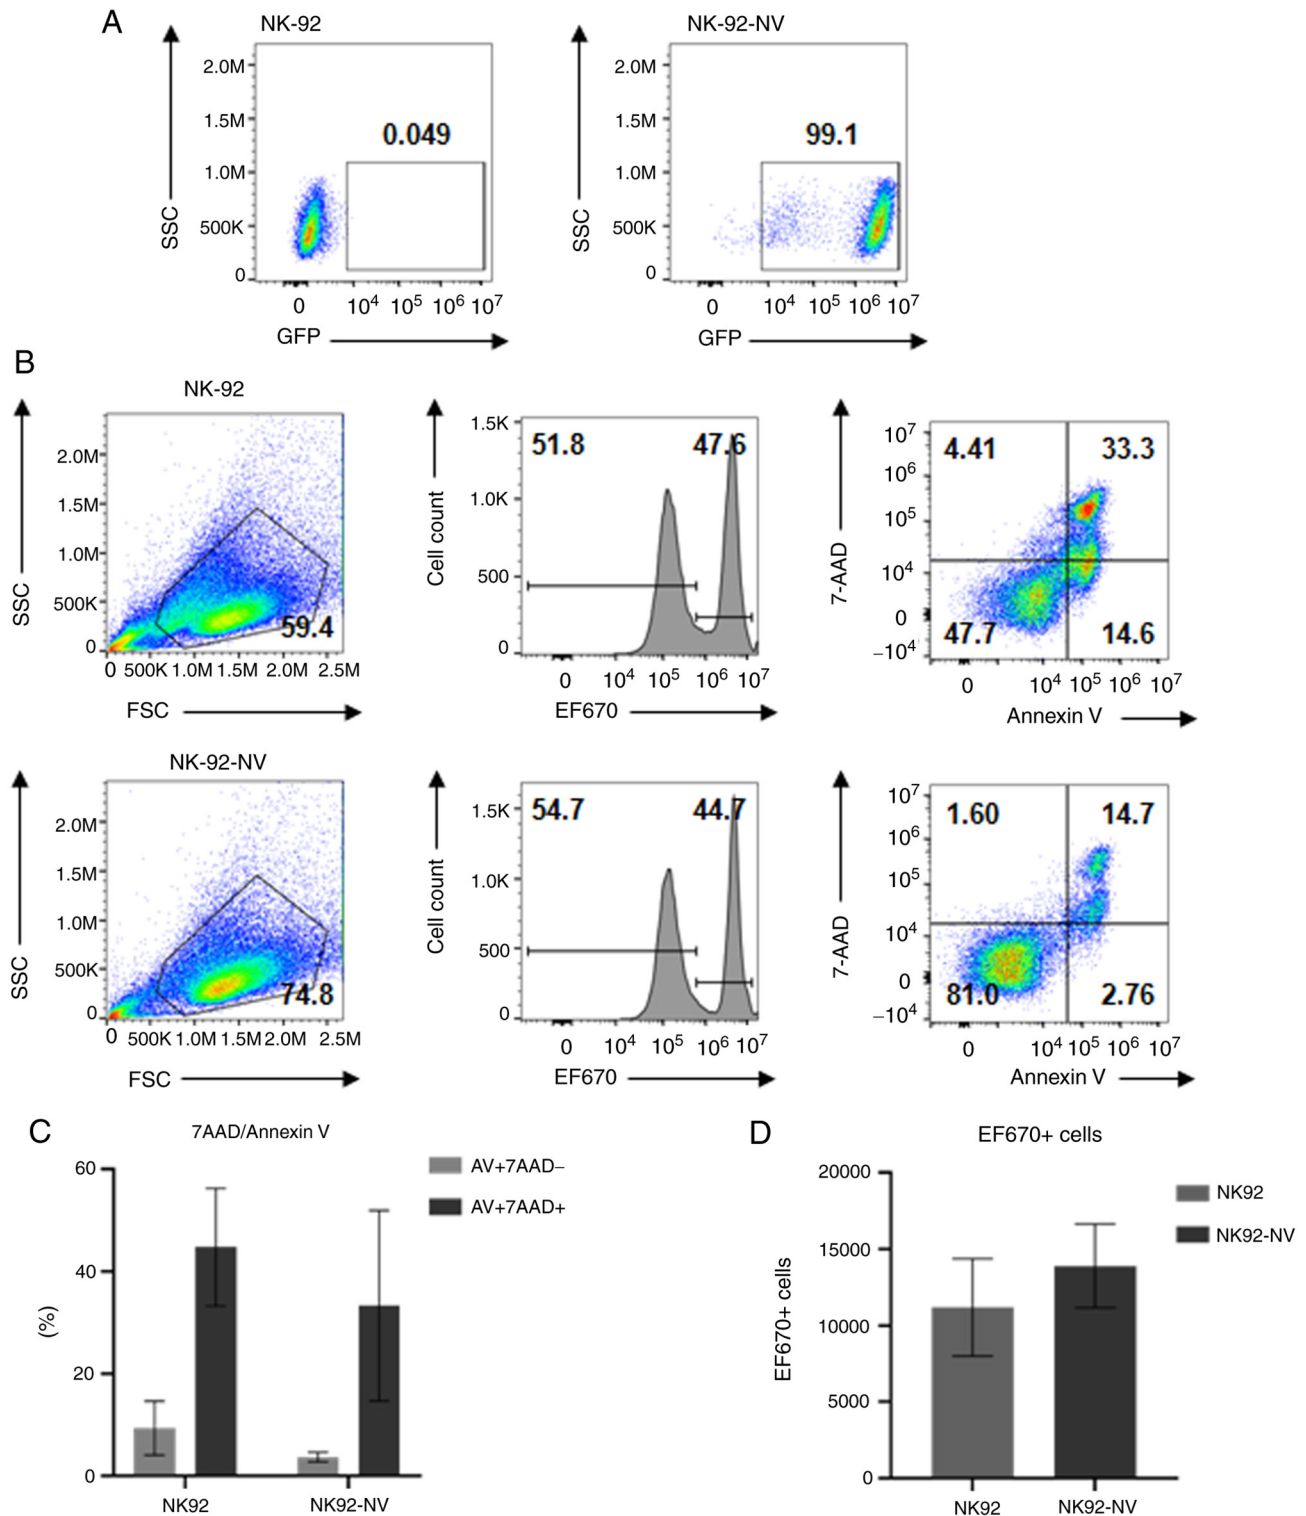 A
NK-92
NK-92-NV
SSC
2.0M
1.5M
1.0M
500K
0
0.049
0 10⁴ 10⁵ 10⁶ 10⁷
GFP
SSC
2.0M
1.5M
1.0M
500K
0
99.1
0 10⁴ 10⁵ 10⁶ 10⁷
GFP
B
NK-92
SSC
2.0M
1.5M
1.0M
500K
0
59.4
0 500K 1.0M 1.5M 2.0M 2.5M
FSC
Cell count
1.5K
1.0K
500
0
51.8 47.6
0 10⁴ 10⁵ 10⁶ 10⁷
EF670
7-AAD
10⁷
10⁶
10⁵
10⁴
0
–10⁴
4.41 33.3
47.7 14.6
0 10⁴ 10⁵ 10⁶ 10⁷
Annexin V
NK-92-NV
SSC
2.0M
1.5M
1.0M
500K
0
74.8
0 500K 1.0M 1.5M 2.0M 2.5M
FSC
Cell count
1.5K
1.0K
500
0
54.7 44.7
0 10⁴ 10⁵ 10⁶ 10⁷
EF670
7-AAD
10⁷
10⁶
10⁵
10⁴
0
–10⁴
1.60 14.7
81.0 2.76
0 10⁴ 10⁵ 10⁶ 10⁷
Annexin V
C
7AAD/Annexin V
(%)
60
40
20
0
NK92 NK92-NV
AV+7AAD–
AV+7AAD+
D
EF670+ cells
EF670+ cells
20000
15000
10000
5000
0
NK92 NK92-NV
NK92
NK92-NV